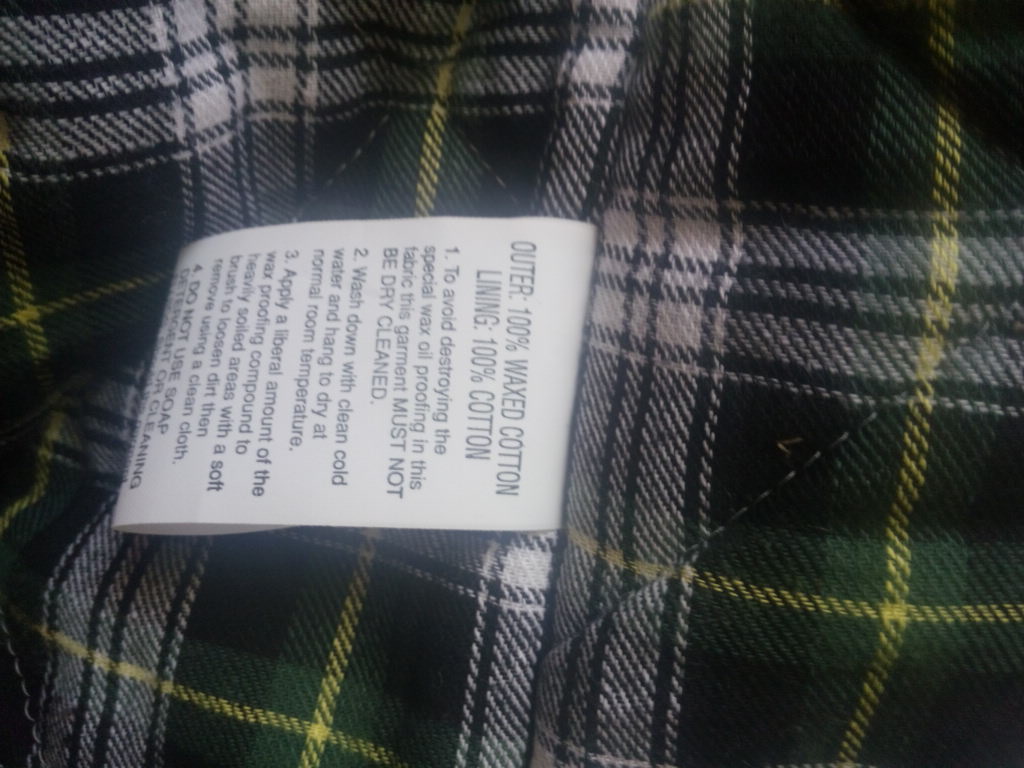 OUTER: 100% WAXED COTTON
LINING: 100% COTTON
1. To avoid destroying the
special wax oil proofing in this
fabric this garment MUST NOT
BE DRY CLEANED.
2. Wash down with clean cold
water and hang to dry at
normal room temperature.
3. Apply a liberal amount of the
wax proofing compound to
heavily soiled areas with a soft
brush to loosen dirt then
remove using a clean cloth.
4. DO NOT USE SOAP
DETERGENT OR CLEANING